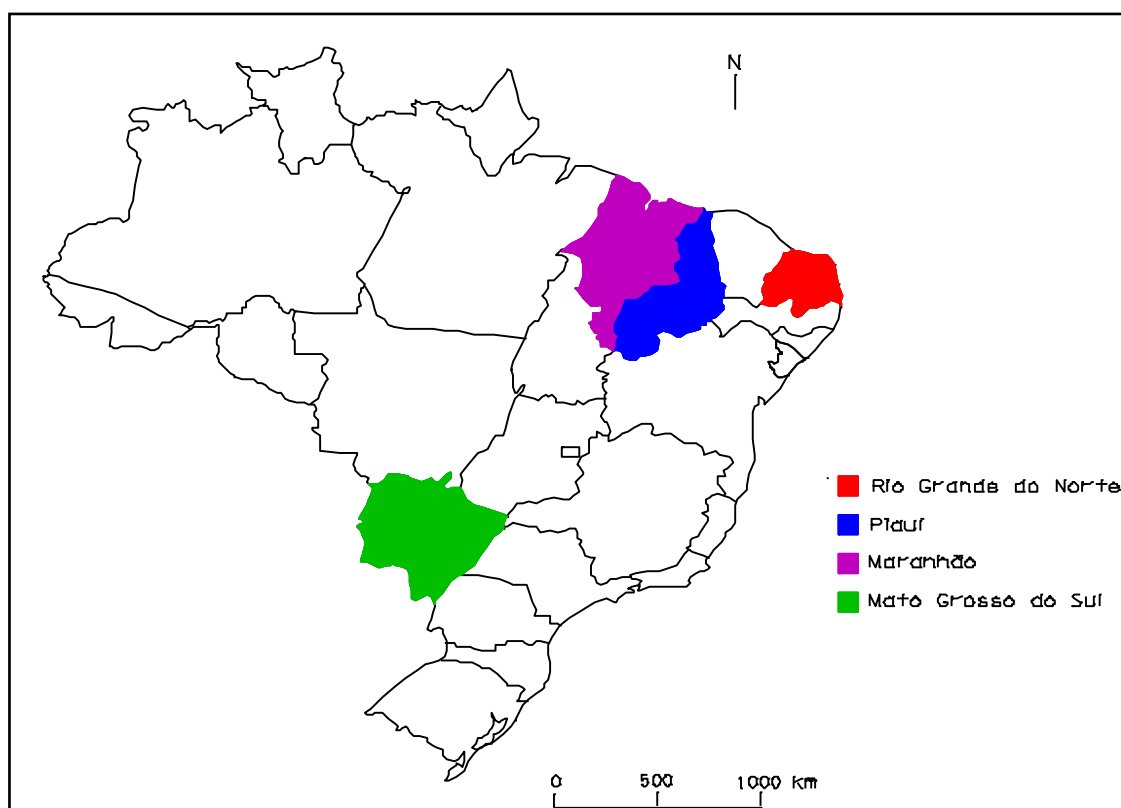 N
Rio Grande do Norte
Piauí
Maranhão
Mato Grosso do Sul
0 500 1000 km